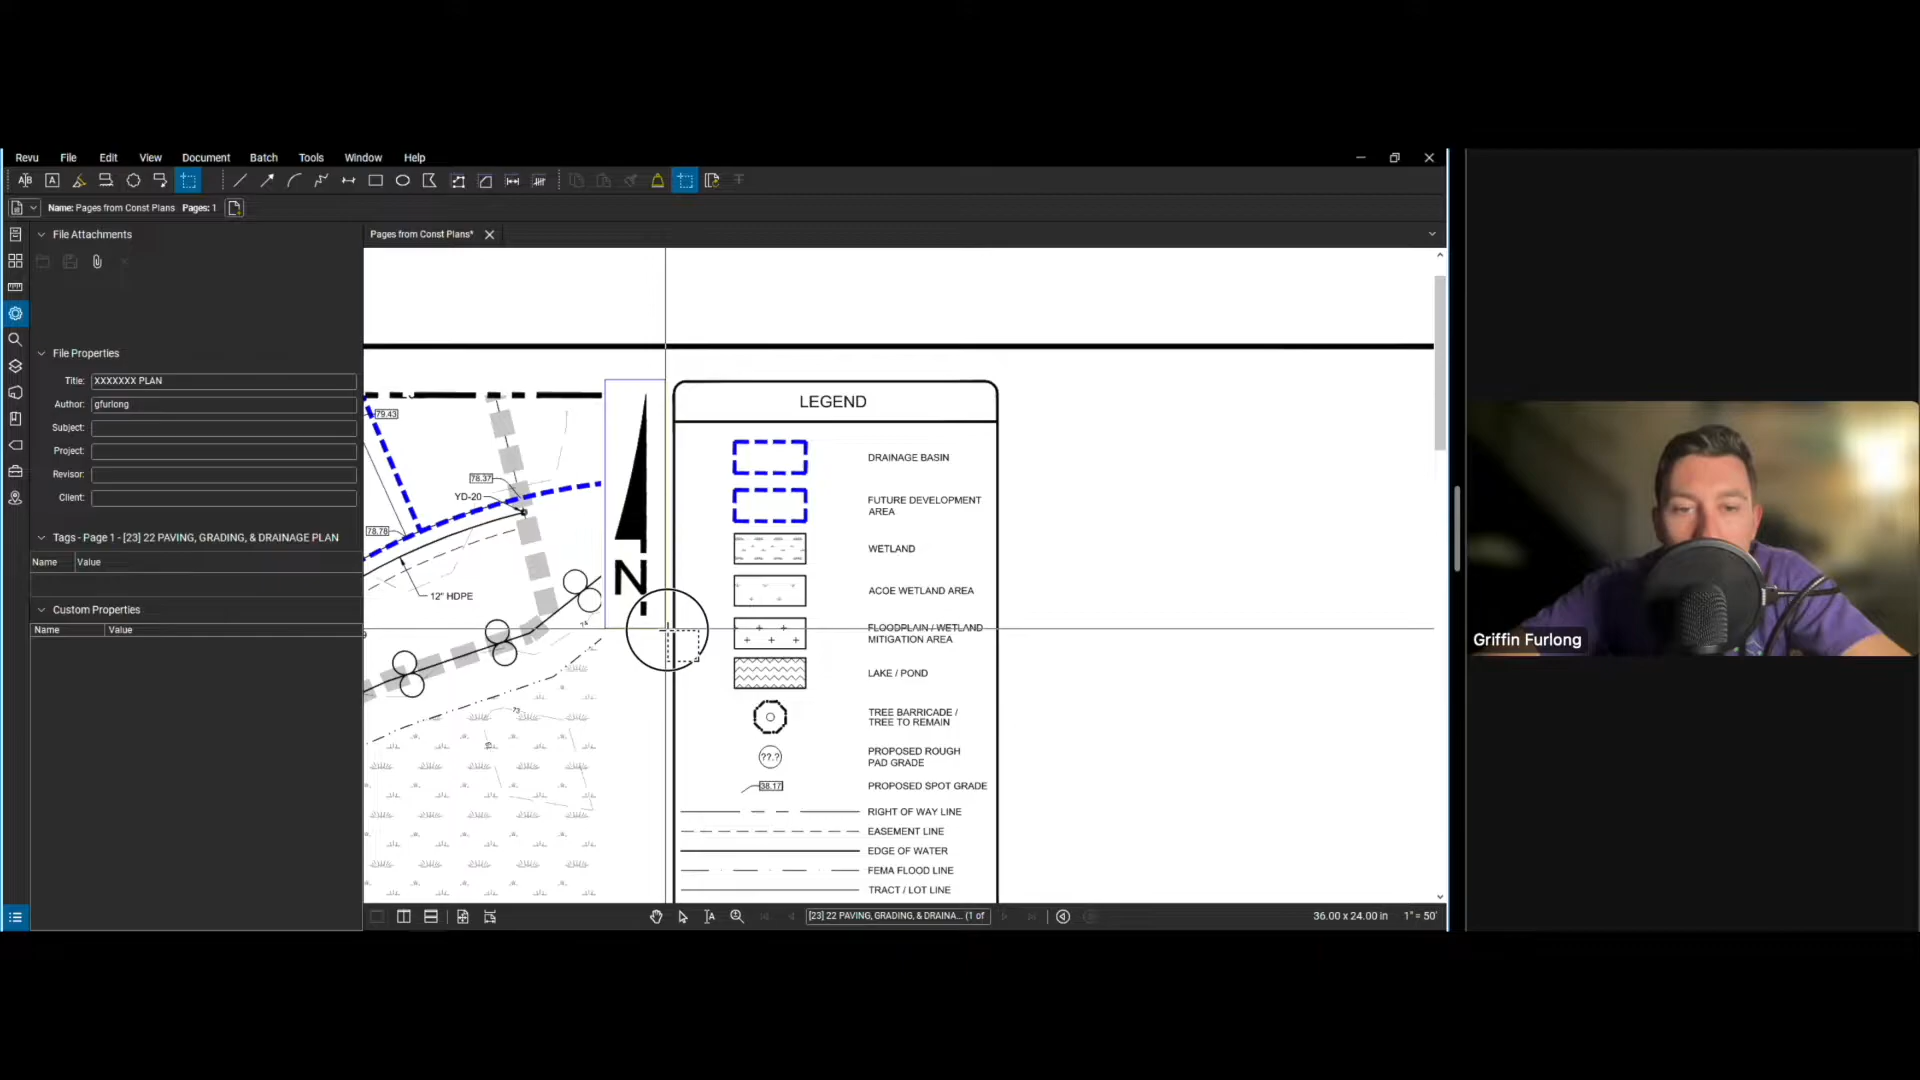 Revu File Edit View Document Batch Tools Window Help
Name: Pages from Const Plans Pages: 1
File Attachments
Pages from Const Plans*
File Properties
Title: XXXXXXX PLAN
Author: gfurlong
Subject:
Project:
Revisor:
Client:
Tags - Page 1 - [23] 22 PAVING, GRADING, & DRAINAGE PLAN
Name Value
Custom Properties
Name Value
79.43
78.37
YD-20
78.78
12" HDPE
74
73
N
LEGEND
DRAINAGE BASIN
FUTURE DEVELOPMENT
AREA
WETLAND
ACOE WETLAND AREA
FLOODPLAIN / WETLAND
MITIGATION AREA
LAKE / POND
TREE BARRICADE /
TREE TO REMAIN
??.?
PROPOSED ROUGH
PAD GRADE
38.17
PROPOSED SPOT GRADE
RIGHT OF WAY LINE
EASEMENT LINE
EDGE OF WATER
FEMA FLOOD LINE
TRACT / LOT LINE
[23] 22 PAVING, GRADING, & DRAINA... (1 of
36.00 x 24.00 in 1" = 50'
Griffin Furlong